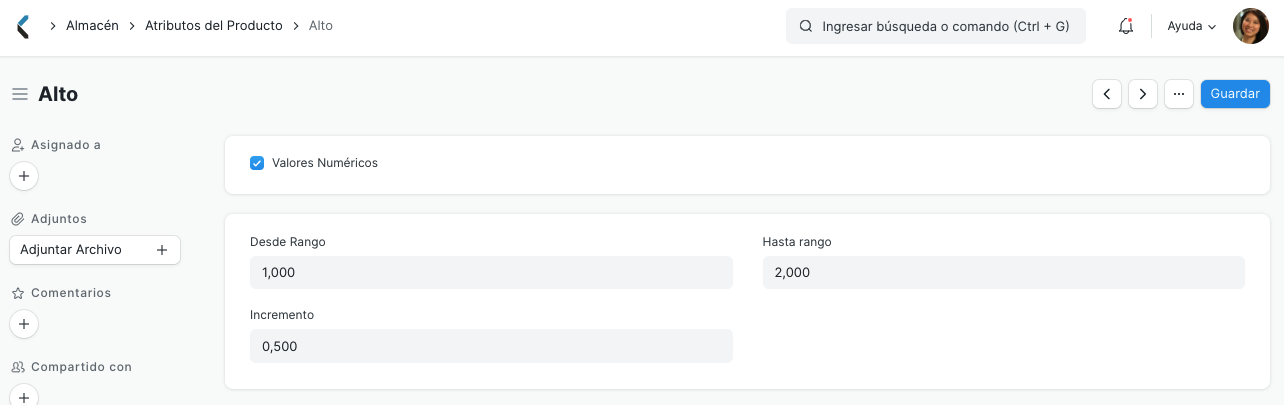 Almacén Atributos del Producto Alto
Ingresar búsqueda o comando (Ctrl + G)
Ayuda
Alto
Guardar
Asignado a
Adjuntos
Adjuntar Archivo
Comentarios
Compartido con
Valores Numéricos
Desde Rango
1,000
Hasta rango
2,000
Incremento
0,500